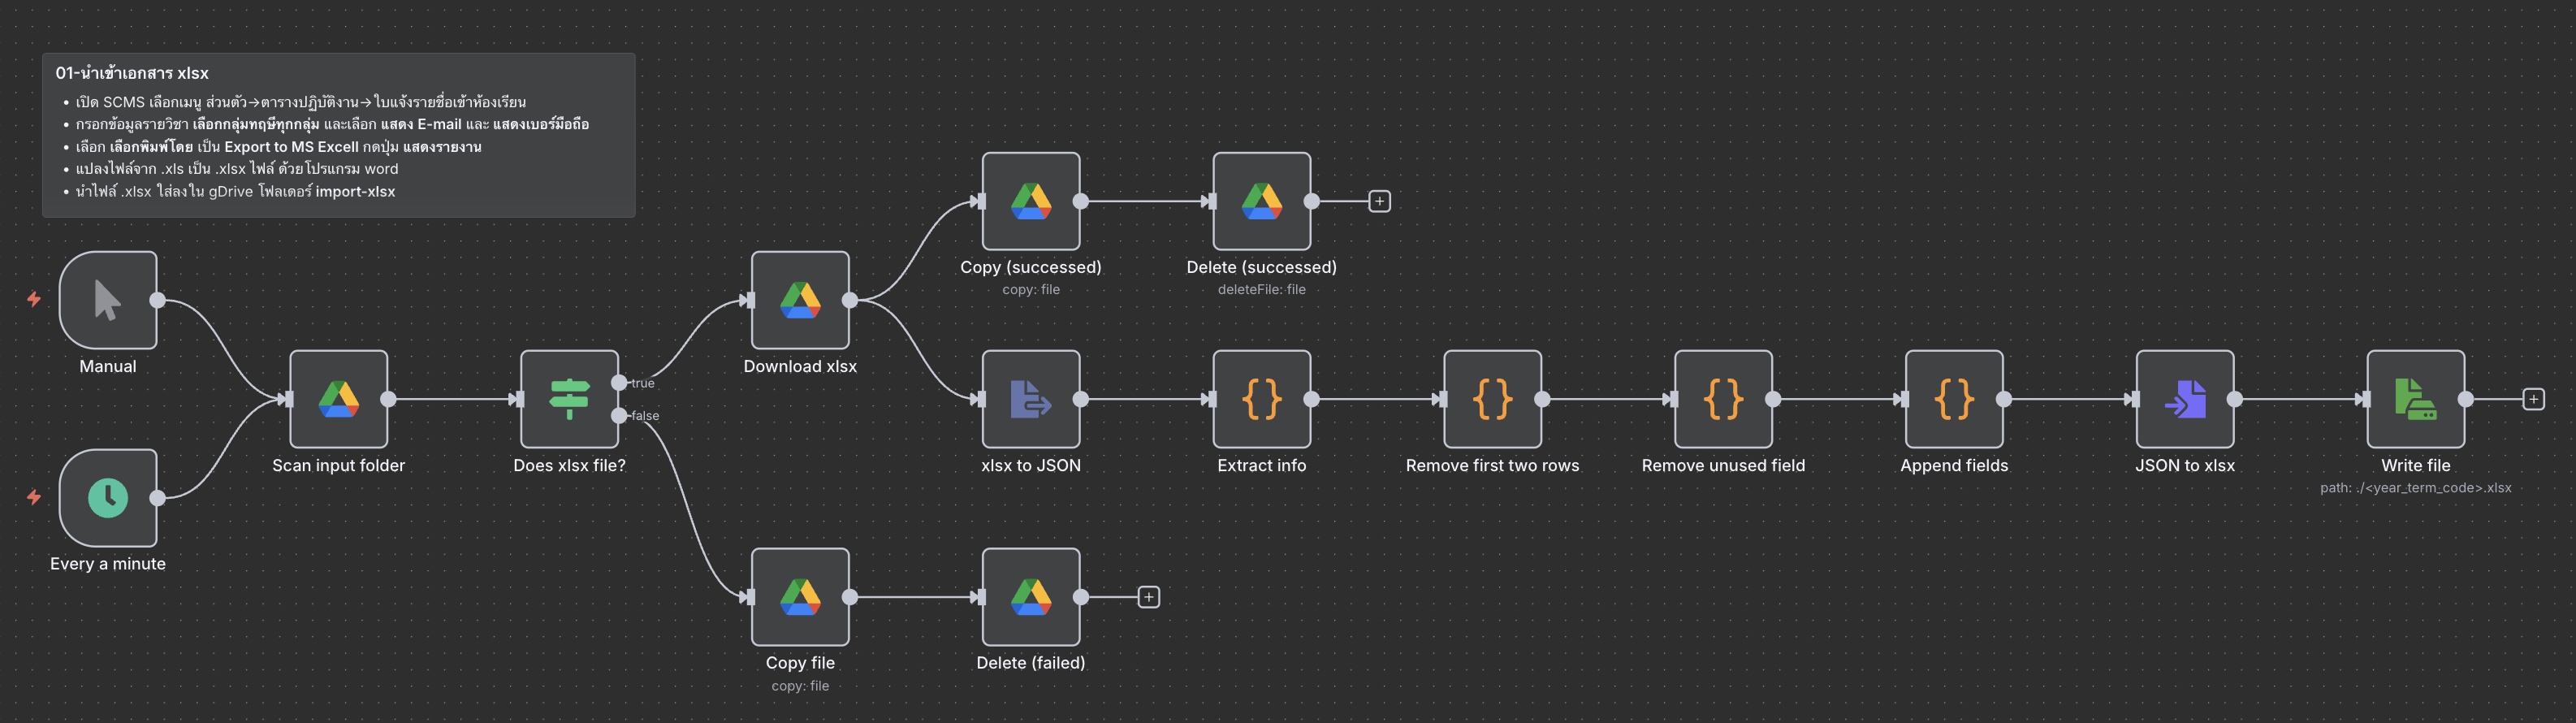 01-นำเข้าเอกสาร xlsx
• เปิด SCMS เลือกเมนู ส่วนตัว→ตารางปฏิบัติงาน→ใบแจ้งรายชื่อเข้าห้องเรียน
• กรอกข้อมูลรายวิชา เลือกกลุ่มทฤษีทุกกลุ่ม และเลือก แสดง E-mail และ แสดงเบอร์มือถือ
• เลือก เลือกพิมพ์โดย เป็น Export to MS Excell กดปุ่ม แสดงรายงาน
• แปลงไฟล์จาก .xls เป็น .xlsx ไฟล์ ด้วยโปรแกรม word
• นำไฟล์ .xlsx ใส่ลงใน gDrive โฟลเตอร์ import-xlsx
Copy (successed)
copy: file
Delete (successed)
deleteFile: file
Manual
Download xlsx
true
false
Scan input folder
Does xlsx file?
xlsx to JSON
Extract info
Remove first two rows
Remove unused field
Append fields
JSON to xlsx
Write file
path: ./<year_term_code>.xlsx
Every a minute
Copy file
copy: file
Delete (failed)